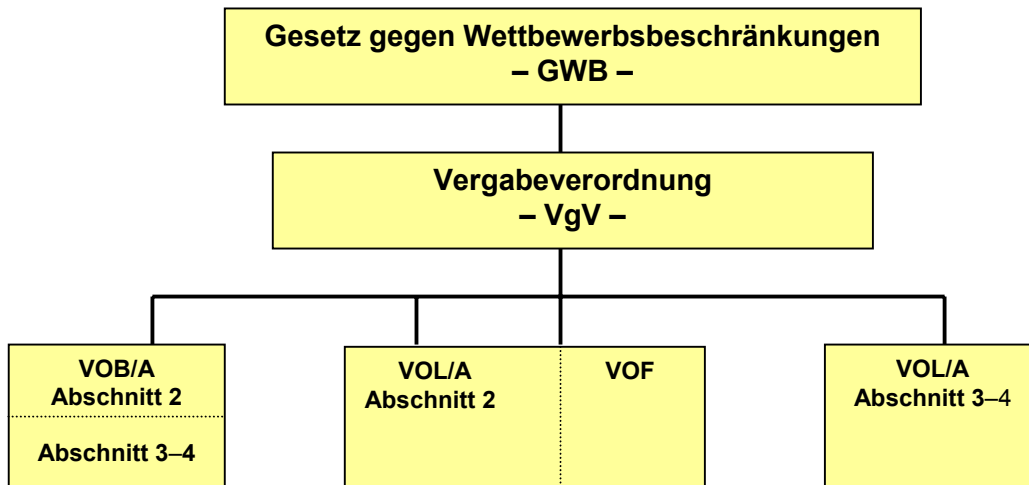 Gesetz gegen Wettbewerbsbeschränkungen
– GWB –
Vergabeverordnung
– VgV –
VOB/A
Abschnitt 2
Abschnitt 3–4
VOL/A
Abschnitt 2
VOF
VOL/A
Abschnitt 3–4